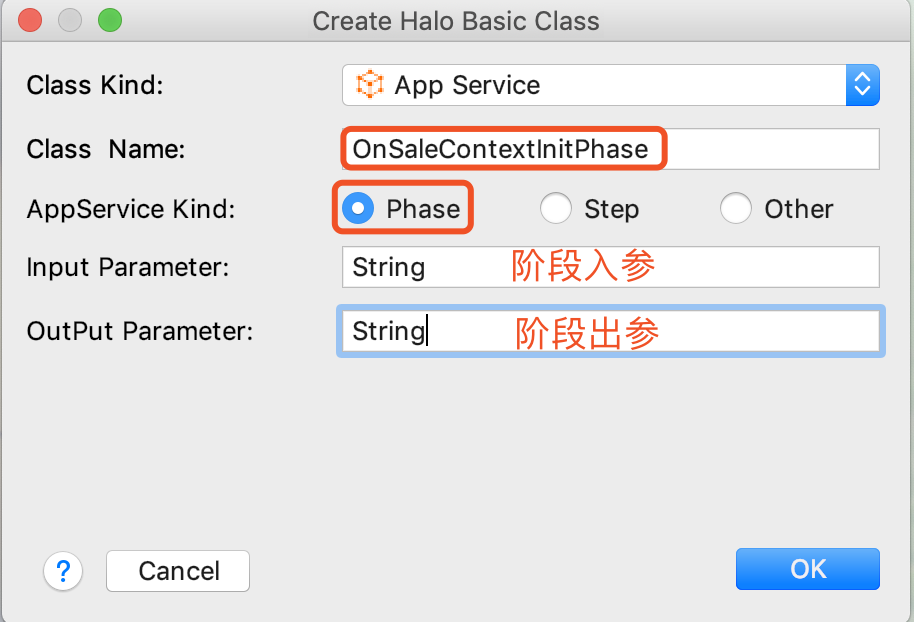 Create Halo Basic Class
Class Kind: App Service
Class Name: OnSaleContextInitPhase
AppService Kind: Phase Step Other
Input Parameter: String 阶段入参
OutPut Parameter: String 阶段出参
? Cancel OK